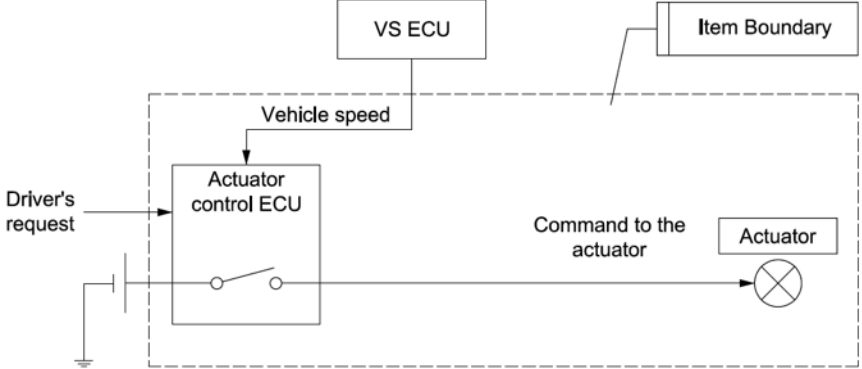 VS ECU
Item Boundary
Vehicle speed
Actuator
control ECU
Driver's
request
Command to the
actuator
Actuator